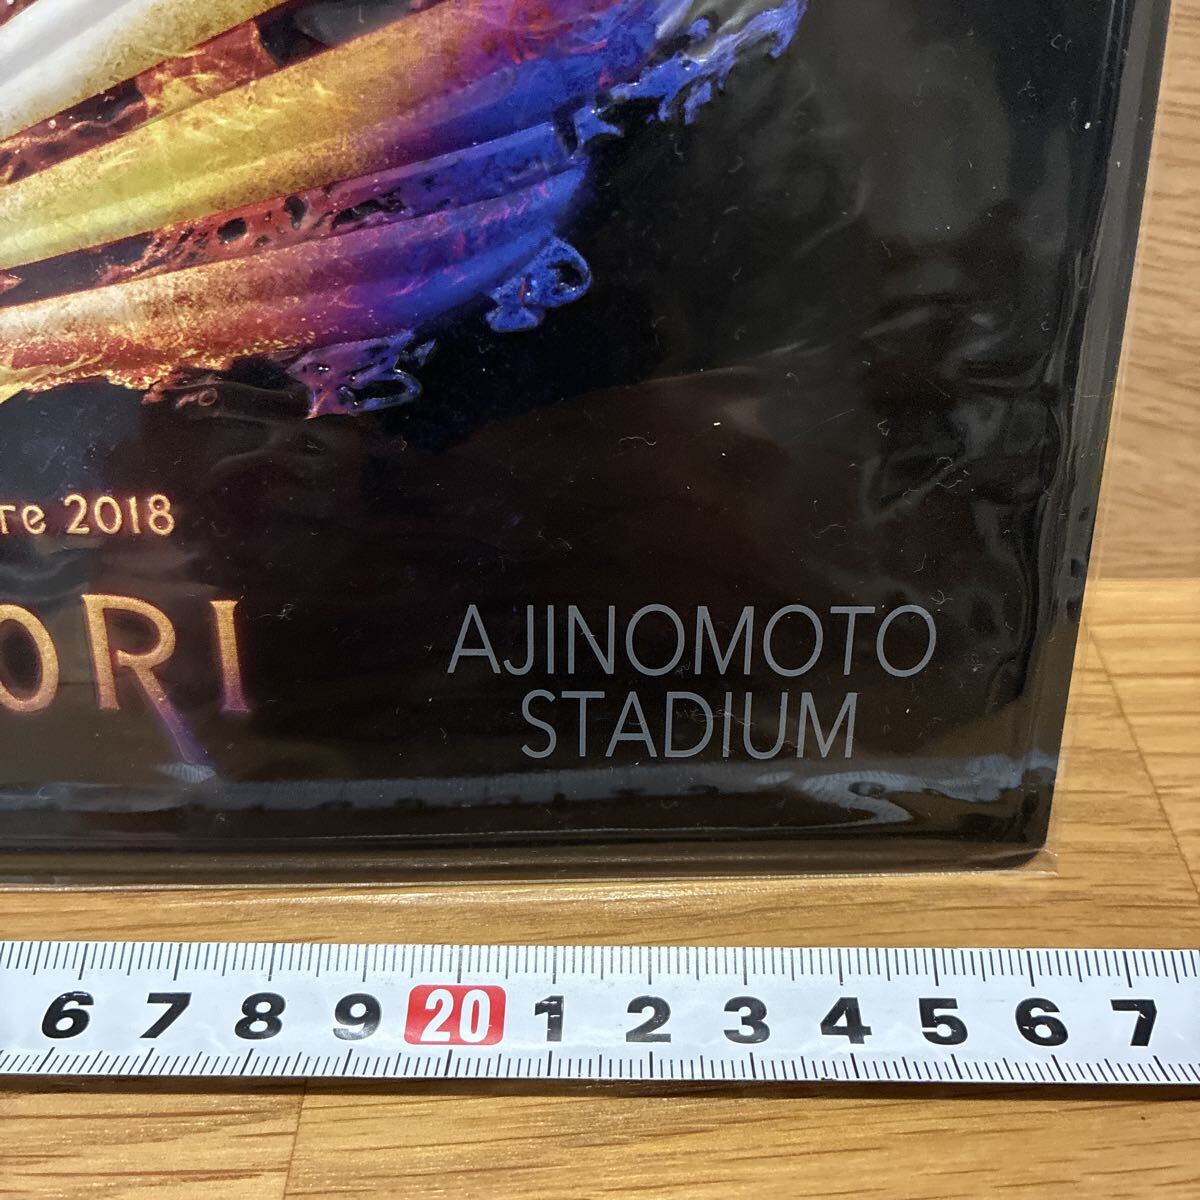 re 2018
ORI
AJINOMOTO
STADIUM
6 7 8 9 20 1 2 3 4 5 6 7